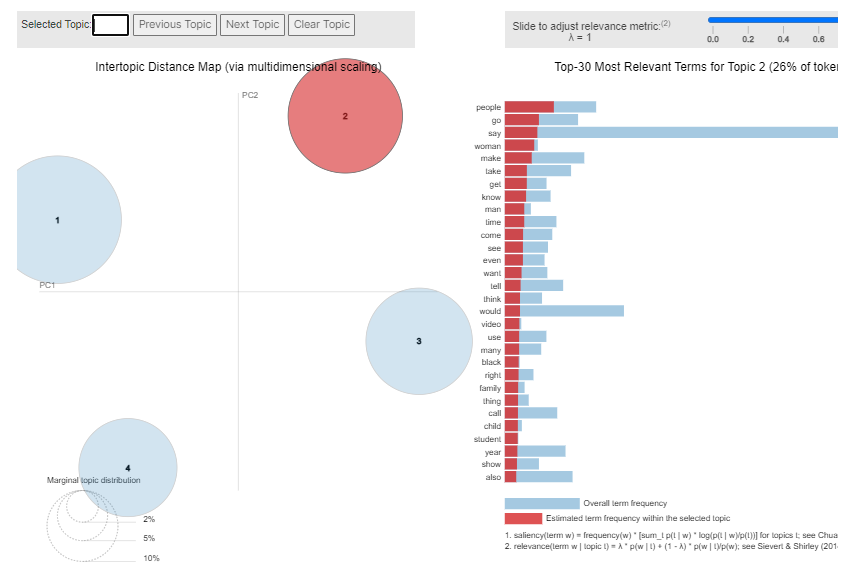 Selected Topic: Previous Topic Next Topic Clear Topic
Slide to adjust relevance metric:(2)
λ = 1
0.0 0.2 0.4 0.6
Intertopic Distance Map (via multidimensional scaling)
PC2
PC1
1
2
3
4
Marginal topic distribution
2%
5%
10%
Top-30 Most Relevant Terms for Topic 2 (26% of token
people
go
say
woman
make
take
get
know
man
time
come
see
even
want
tell
think
would
video
use
many
black
right
family
thing
call
child
student
year
show
also
Overall term frequency
Estimated term frequency within the selected topic
1. saliency(term w) = frequency(w) * [sum_t p(t | w) * log(p(t | w)/p(t))] for topics t; see Chua
2. relevance(term w | topic t) = λ * p(w | t) + (1 - λ) * p(w | t)/p(w); see Sievert & Shirley (201